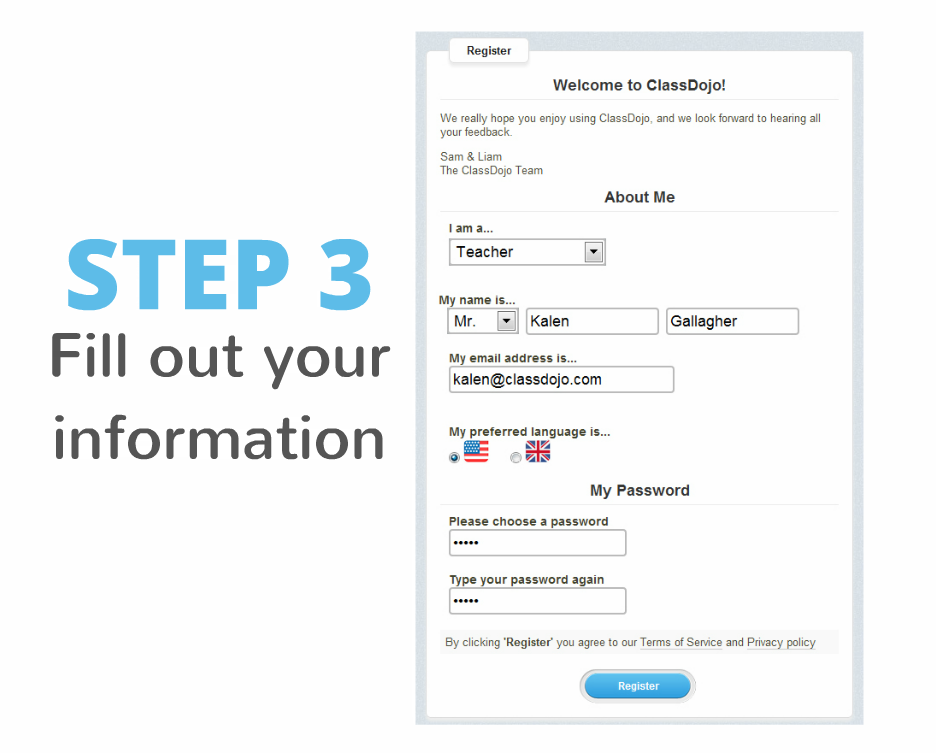 STEP 3
Fill out your
information
Register
Welcome to ClassDojo!
We really hope you enjoy using ClassDojo, and we look forward to hearing all
your feedback.
Sam & Liam
The ClassDojo Team
About Me
I am a...
Teacher
My name is...
Mr. Kalen Gallagher
My email address is...
kalen@classdojo.com
My preferred language is...
My Password
Please choose a password
•••••
Type your password again
•••••
By clicking 'Register' you agree to our Terms of Service and Privacy policy
Register